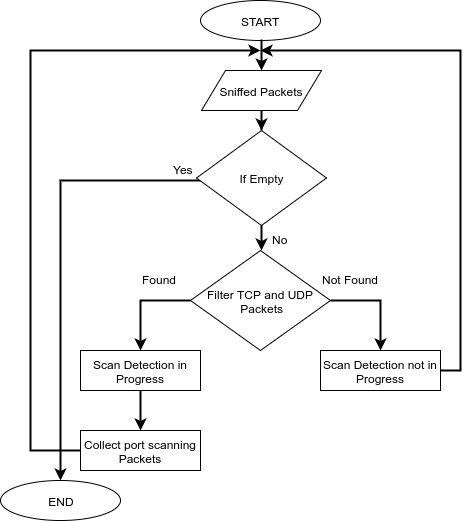 START
Sniffed Packets
If Empty
Yes
No
Filter TCP and UDP
Packets
Found
Not Found
Scan Detection in
Progress
Scan Detection not in
Progress
Collect port scanning
Packets
END